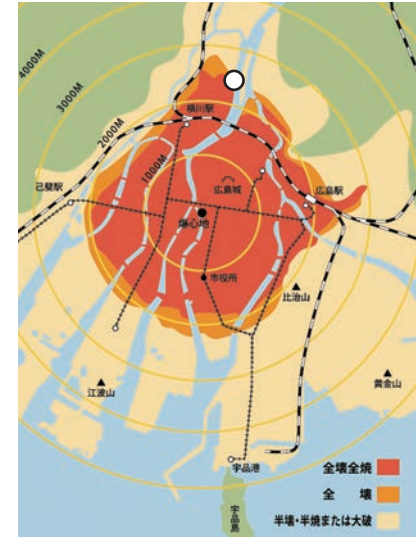 4000M
3000M
2000M
1000M
横川駅
己斐駅
広島城
広島駅
爆心地
市役所
比治山
江波山
黄金山
宇品港
宇品島
全壊全焼
全　壊
半壊・半焼または大破